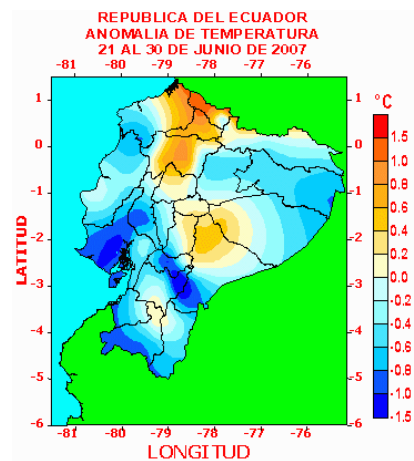 REPUBLICA DEL ECUADOR
ANOMALIA DE TEMPERATURA
21 AL 30 DE JUNIO DE 2007
-81 -80 -79 -78 -77 -76
°C
1 1
0 0
-1 -1
-2 -2
-3 -3
-4 -4
-5 -5
-6 -6
1.5
1.0
0.8
0.6
0.4
0.2
0.0
-0.2
-0.4
-0.6
-0.8
-1.0
-1.5
LATITUD
-81 -80 -79 -78 -77 -76
LONGITUD